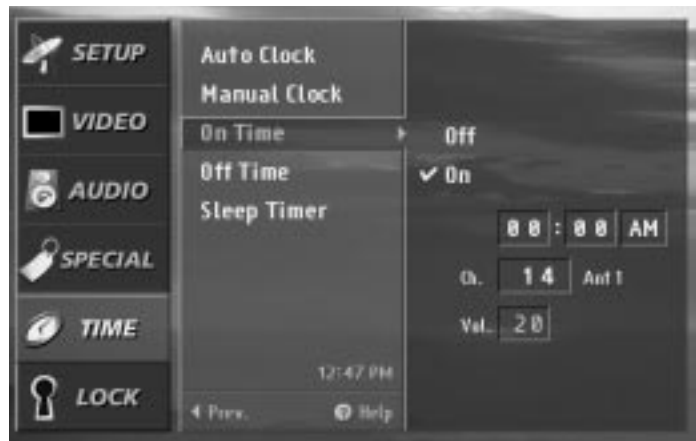 SETUP
VIDEO
AUDIO
SPECIAL
TIME
LOCK
Auto Clock
Manual Clock
On Time
Off Time
Sleep Timer
12:47 PM
Prev.
Help
Off
✔ On
00 : 00 AM
Ch. 14 Ant 1
Vol. 20